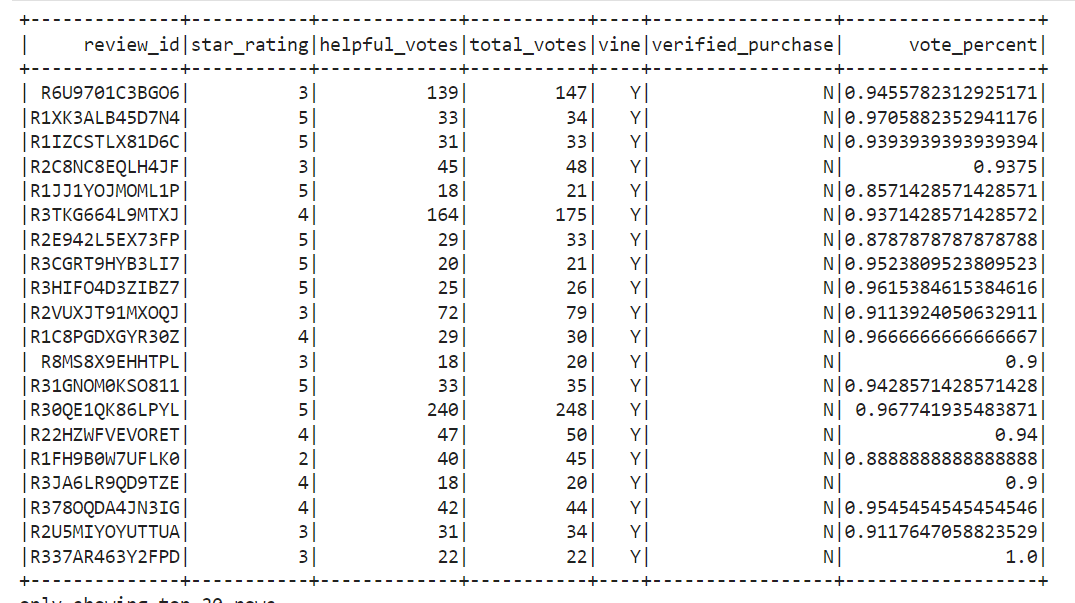 +---------------+-----------+-------------+-----------+----+-----------------+------------------+
|      review_id|star_rating|helpful_votes|total_votes|vine|verified_purchase|      vote_percent|
+---------------+-----------+-------------+-----------+----+-----------------+------------------+
| R6U9701C3BGO6|          3|          139|        147|   Y|                N|0.9455782312925171|
|R1XK3ALB45D7N4|          5|           33|         34|   Y|                N|0.9705882352941176|
|R1IZCSTLX81D6C|          5|           31|         33|   Y|                N|0.9393939393939394|
|R2C8NC8EQLH4JF|          3|           45|         48|   Y|                N|            0.9375|
|R1JJ1YOJMOML1P|          5|           18|         21|   Y|                N|0.8571428571428571|
|R3TKG664L9MTXJ|          4|          164|        175|   Y|                N|0.9371428571428572|
|R2E942L5EX73FP|          5|           29|         33|   Y|                N|0.8787878787878788|
|R3CGRT9HYB3LI7|          5|           20|         21|   Y|                N|0.9523809523809523|
|R3HIFO4D3ZIBZ7|          5|           25|         26|   Y|                N|0.9615384615384616|
|R2VUXJT91MXOQJ|          3|           72|         79|   Y|                N|0.9113924050632911|
|R1C8PGDXGYR30Z|          4|           29|         30|   Y|                N|0.9666666666666667|
| R8MS8X9EHHTPL|          3|           18|         20|   Y|                N|               0.9|
|R31GNOM0KSO811|          5|           33|         35|   Y|                N|0.9428571428571428|
|R30QE1QK86LPYL|          5|          240|        248|   Y|                N| 0.967741935483871|
|R22HZWFVEVORET|          4|           47|         50|   Y|                N|              0.94|
|R1FH9B0W7UFLK0|          2|           40|         45|   Y|                N|0.8888888888888888|
|R3JA6LR9QD9TZE|          4|           18|         20|   Y|                N|               0.9|
|R378OQDA4JN3IG|          4|           42|         44|   Y|                N|0.9545454545454546|
|R2U5MIYOYUTTUA|          3|           31|         34|   Y|                N|0.9117647058823529|
|R337AR463Y2FPD|          3|           22|         22|   Y|                N|               1.0|
+---------------+-----------+-------------+-----------+----+-----------------+------------------+
only showing top 20 rows